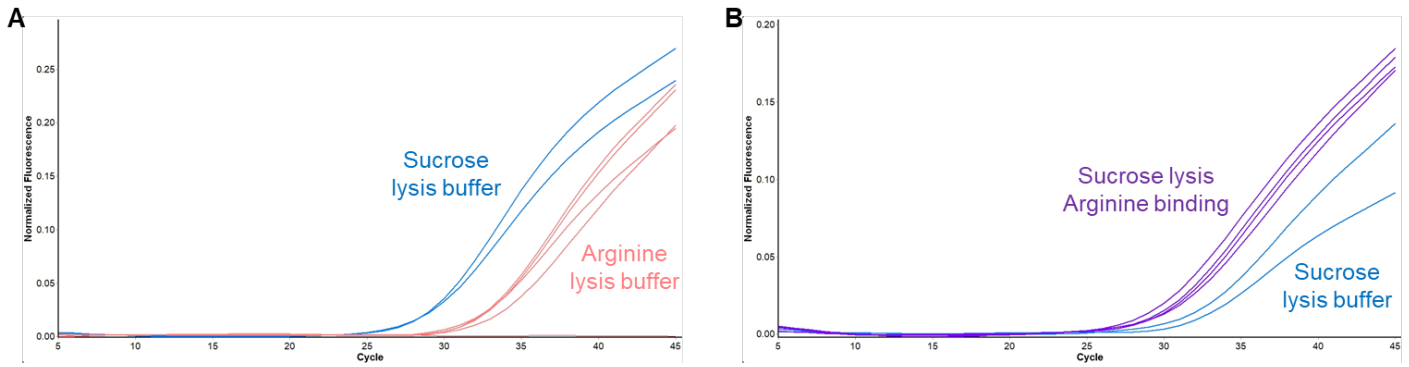 A
Normalized Fluorescence
0.25
0.20
0.15
0.10
0.05
0.00
5
10
15
20
25
30
35
40
45
Cycle
Sucrose
lysis buffer
Arginine
lysis buffer
B
Normalized Fluorescence
0.20
0.15
0.10
0.05
0.00
5
10
15
20
25
30
35
40
45
Cycle
Sucrose lysis
Arginine binding
Sucrose
lysis buffer